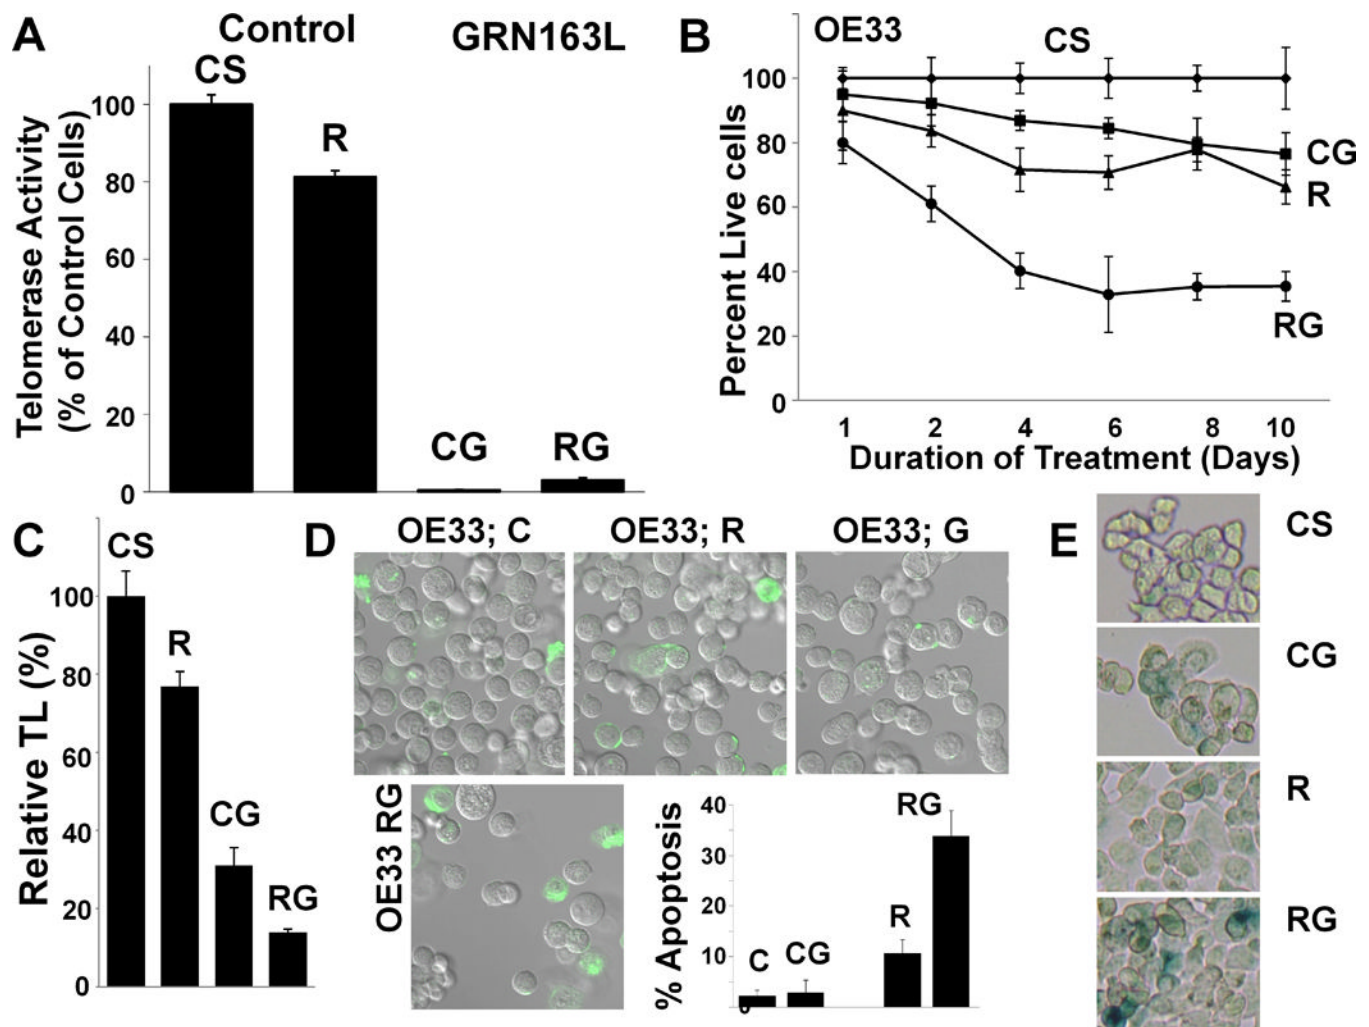 A
Control
GRN163L
CS
R
CG
RG
Telomerase Activity
(% of Control Cells)
100
80
60
40
20
0
B
OE33
CS
CG
R
RG
Percent Live cells
100
80
60
40
20
0
1 2 4 6 8 10
Duration of Treatment (Days)
C
CS
R
CG
RG
Relative TL (%)
100
80
60
40
20
0
D
OE33; C
OE33; R
OE33; G
OE33 RG
% Apoptosis
40
30
20
10
C
CG
R
RG
E
CS
CG
R
RG